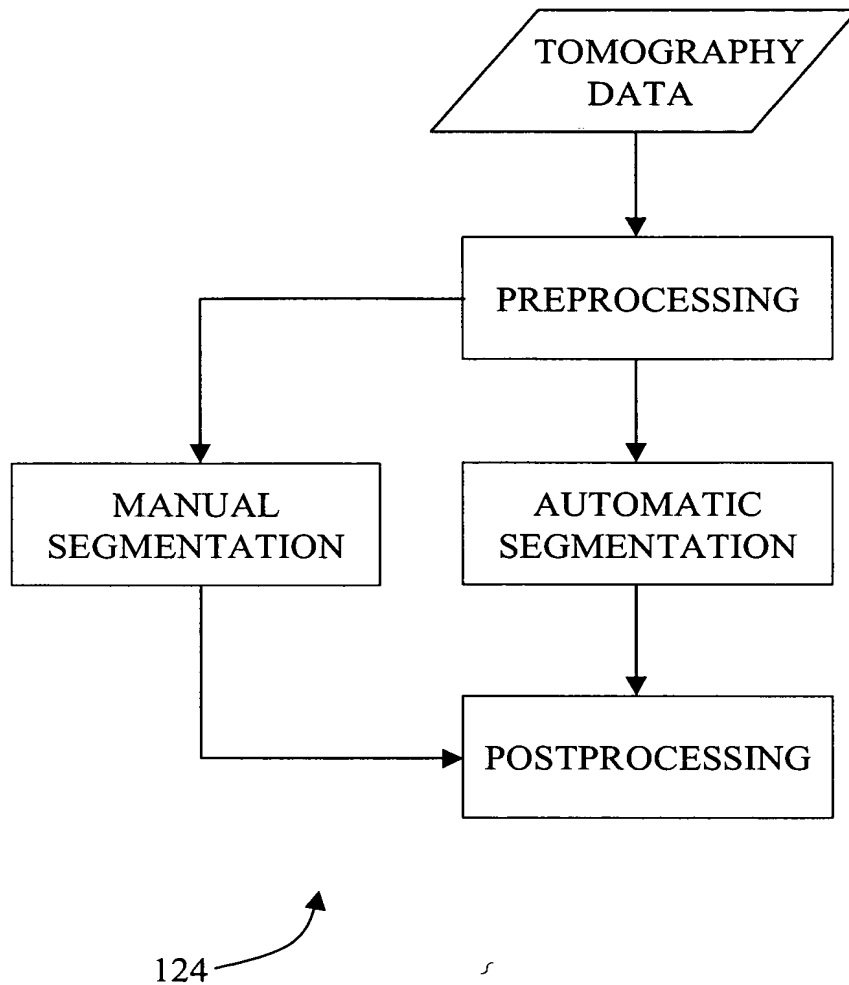 TOMOGRAPHY
DATA
PREPROCESSING
MANUAL
SEGMENTATION
AUTOMATIC
SEGMENTATION
POSTPROCESSING
124